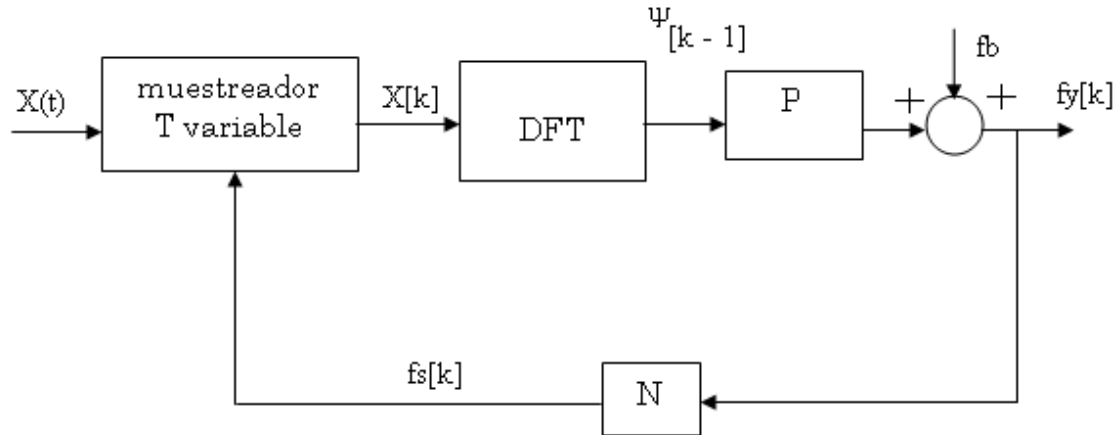 Ψ[k - 1]
fb
X(t)
muestreador
T variable
X[k]
DFT
P
+
+
fy[k]
fs[k]
N